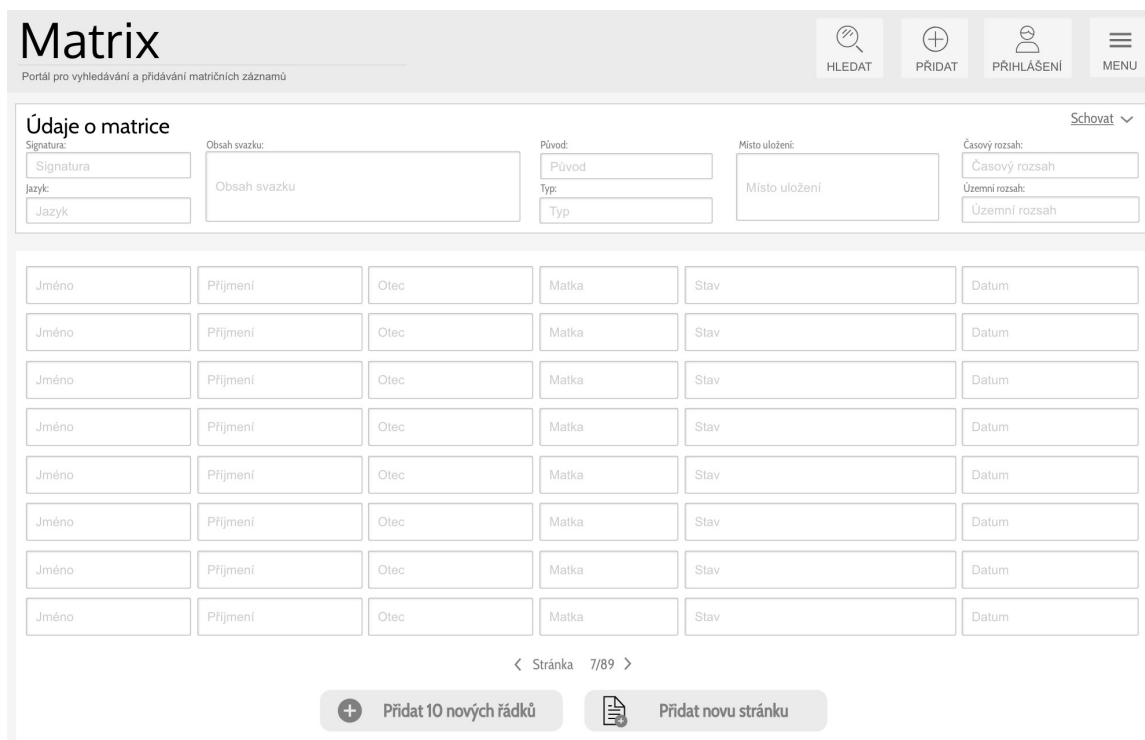 Matrix
Portál pro vyhledávání a přidávání matričních záznamů
HLEDAT
PŘIDAT
PŘIHLÁŠENÍ
MENU
Údaje o matrice
Schovat
Signatura: Obsah svazku: Původ: Místo uložení: Časový rozsah:
Signatura Obsah svazku Původ Místo uložení Časový rozsah
Jazyk: Typ: Územní rozsah:
Jazyk Typ Územní rozsah
Jméno Příjmení Otec Matka Stav Datum
Jméno Příjmení Otec Matka Stav Datum
Jméno Příjmení Otec Matka Stav Datum
Jméno Příjmení Otec Matka Stav Datum
Jméno Příjmení Otec Matka Stav Datum
Jméno Příjmení Otec Matka Stav Datum
Jméno Příjmení Otec Matka Stav Datum
Jméno Příjmení Otec Matka Stav Datum
Stránka 7/89
Přidat 10 nových řádků
Přidat novu stránku